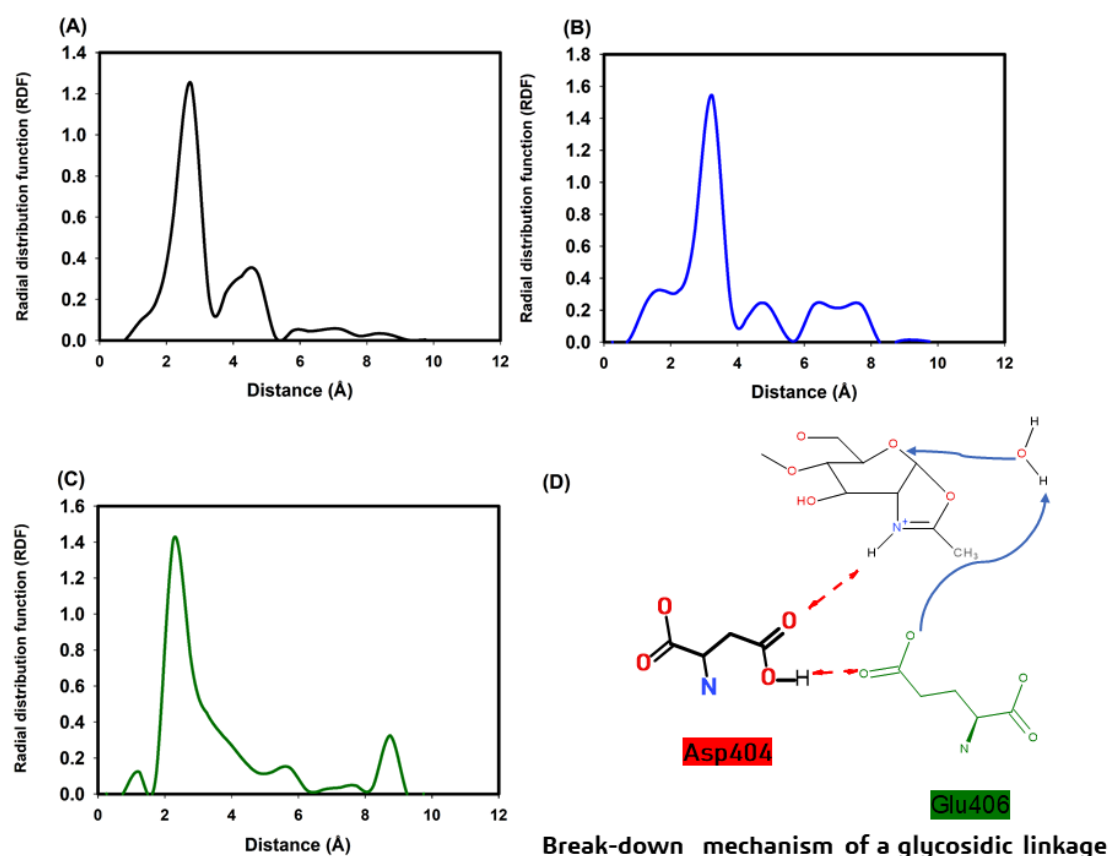 (A)
Radial distribution function (RDF)
1.4
1.2
1.0
0.8
0.6
0.4
0.2
0.0
0 2 4 6 8 10 12
Distance (Å)
(B)
Radial distribution function (RDF)
1.8
1.6
1.4
1.2
1.0
0.8
0.6
0.4
0.2
0.0
0 2 4 6 8 10 12
Distance (Å)
(C)
Radial distribution function (RDF)
1.6
1.4
1.2
1.0
0.8
0.6
0.4
0.2
0.0
0 2 4 6 8 10 12
Distance (Å)
(D)
H
O
O
O
H
O
HO
O
N+
H
CH₃
O
O
O
O
O
H
N
O
O
O
N
Asp404
Glu406
Break-down mechanism of a glycosidic linkage